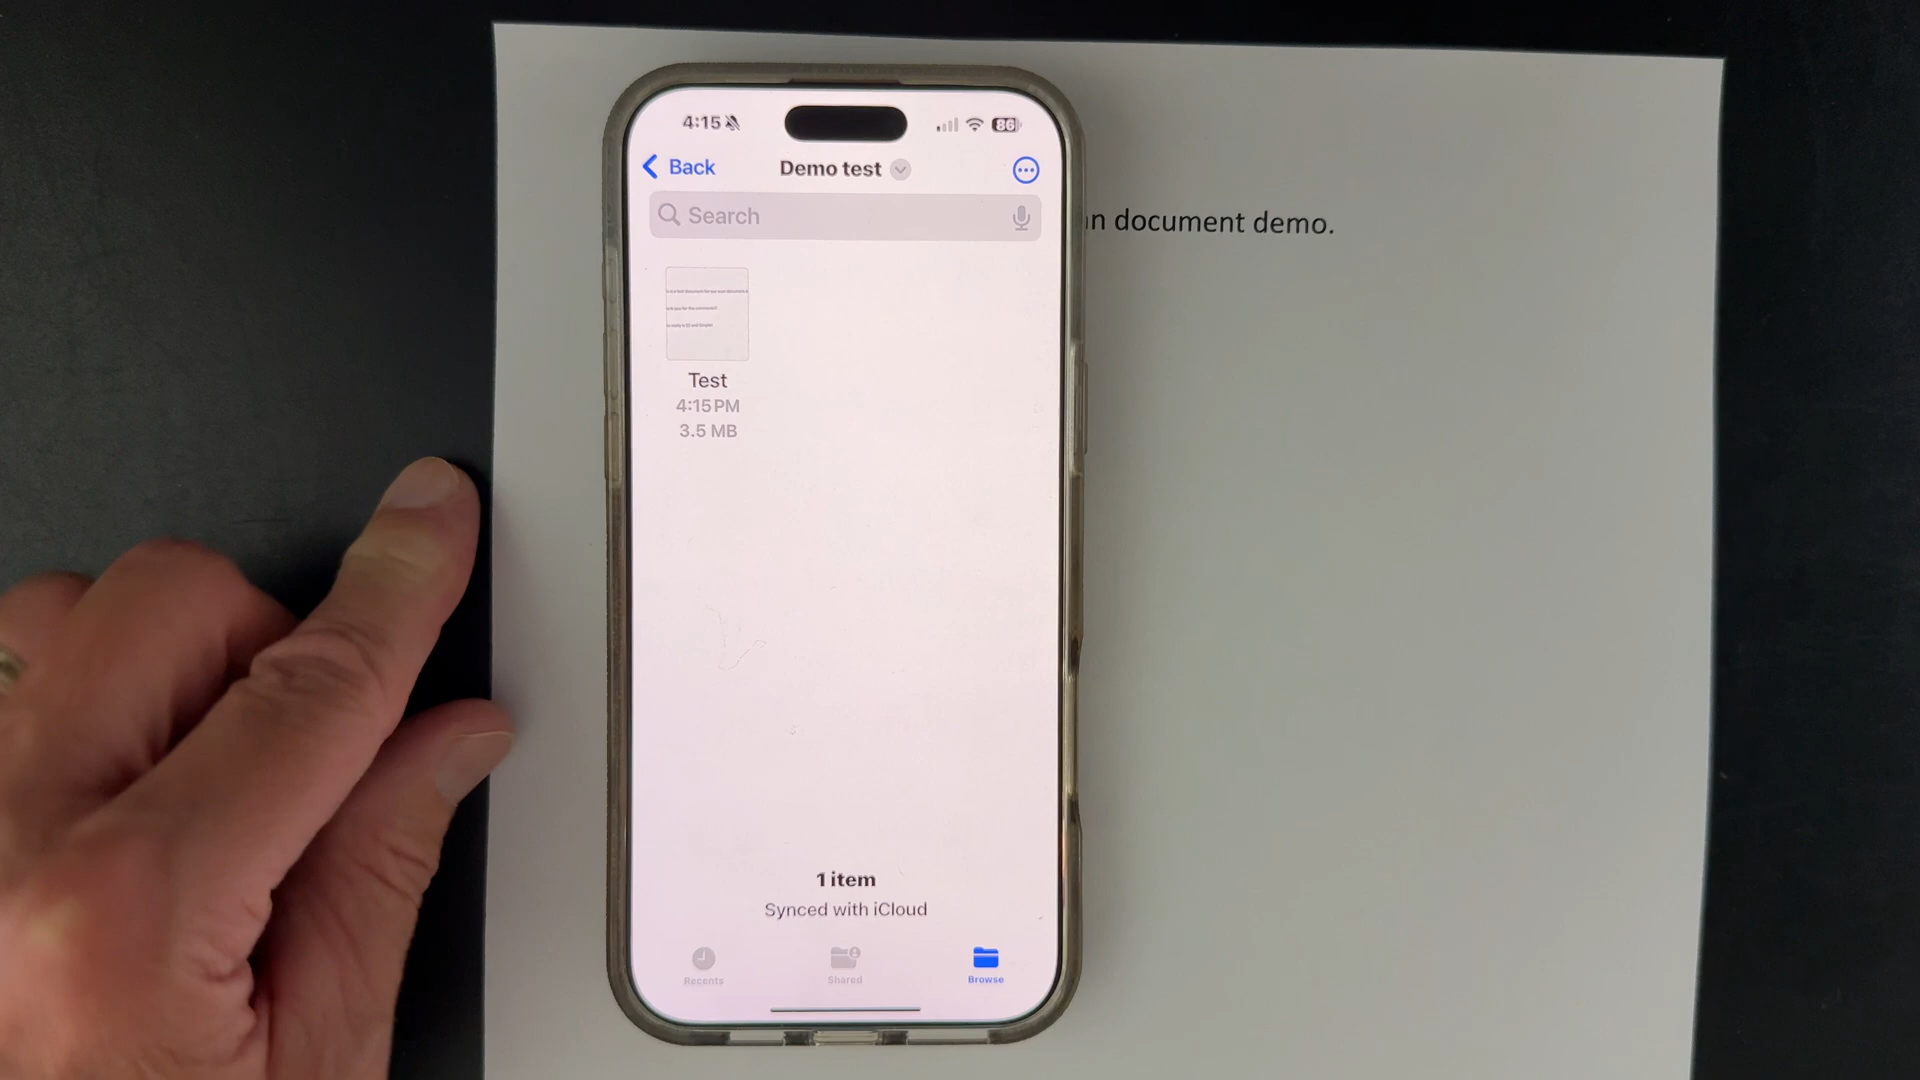 4:15
86
Back
Demo test
Search
n document demo.
Test
4:15 PM
3.5 MB
1 item
Synced with iCloud
Recents
Shared
Browse